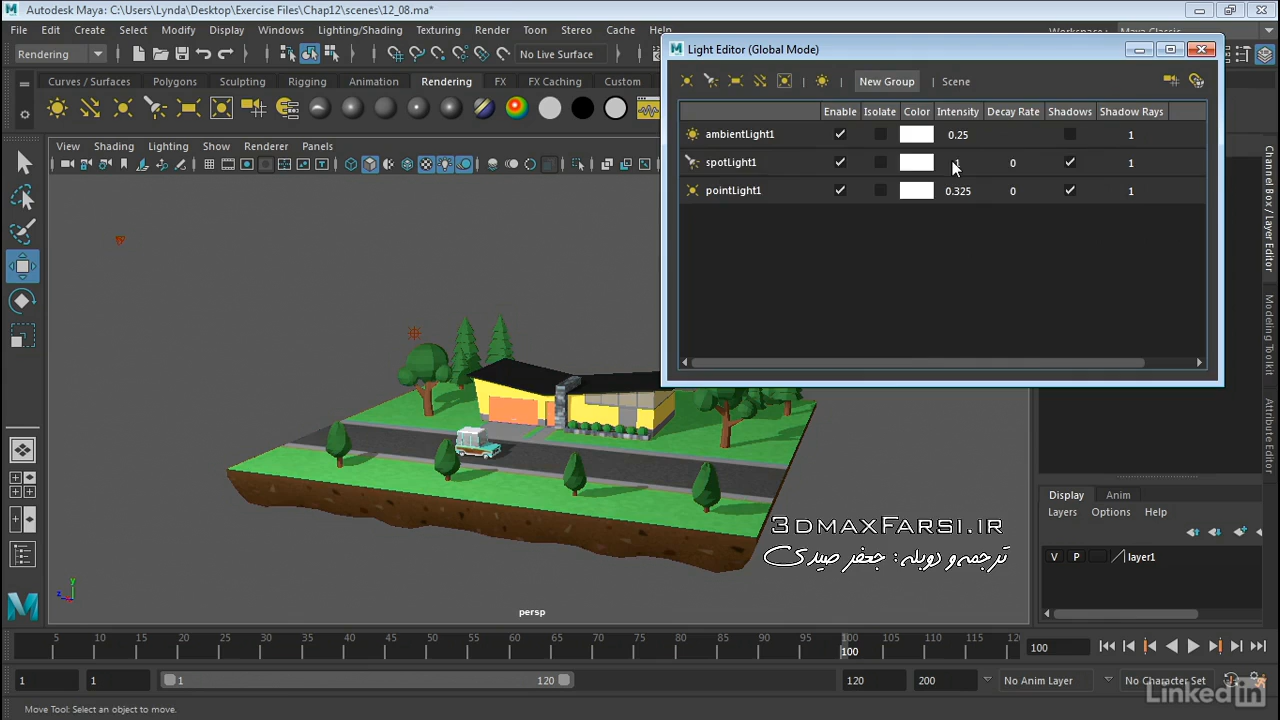 Autodesk Maya: C:\Users\Lynda\Desktop\Exercise Files\Chap12\scenes\12_08.ma*
File Edit Create Select Modify Display Windows Lighting/Shading Texturing Render Toon Stereo Cache Help
Rendering No Live Surface
Curves / Surfaces Polygons Sculpting Rigging Animation Rendering FX FX Caching Custom
View Shading Lighting Show Renderer Panels
Light Editor (Global Mode)
New Group Scene
Enable Isolate Color Intensity Decay Rate Shadows Shadow Rays
ambientLight1 0.25 1
spotLight1 1 0 1
pointLight1 0.325 0 1
Channel Box / Layer Editor
Modeling Toolkit
Attribute Editor
Display Anim
Layers Options Help
V P layer1
3DMAXFARSI.IR
ترجمه و دوبله : جعفر صیدی
persp
5 10 15 20 25 30 35 40 45 50 55 60 65 70 75 80 85 90 95 100 105 110 115 12
100
100
1 1 1 120 120 200 No Anim Layer No Character Set
Move Tool: Select an object to move.
LinkedIn